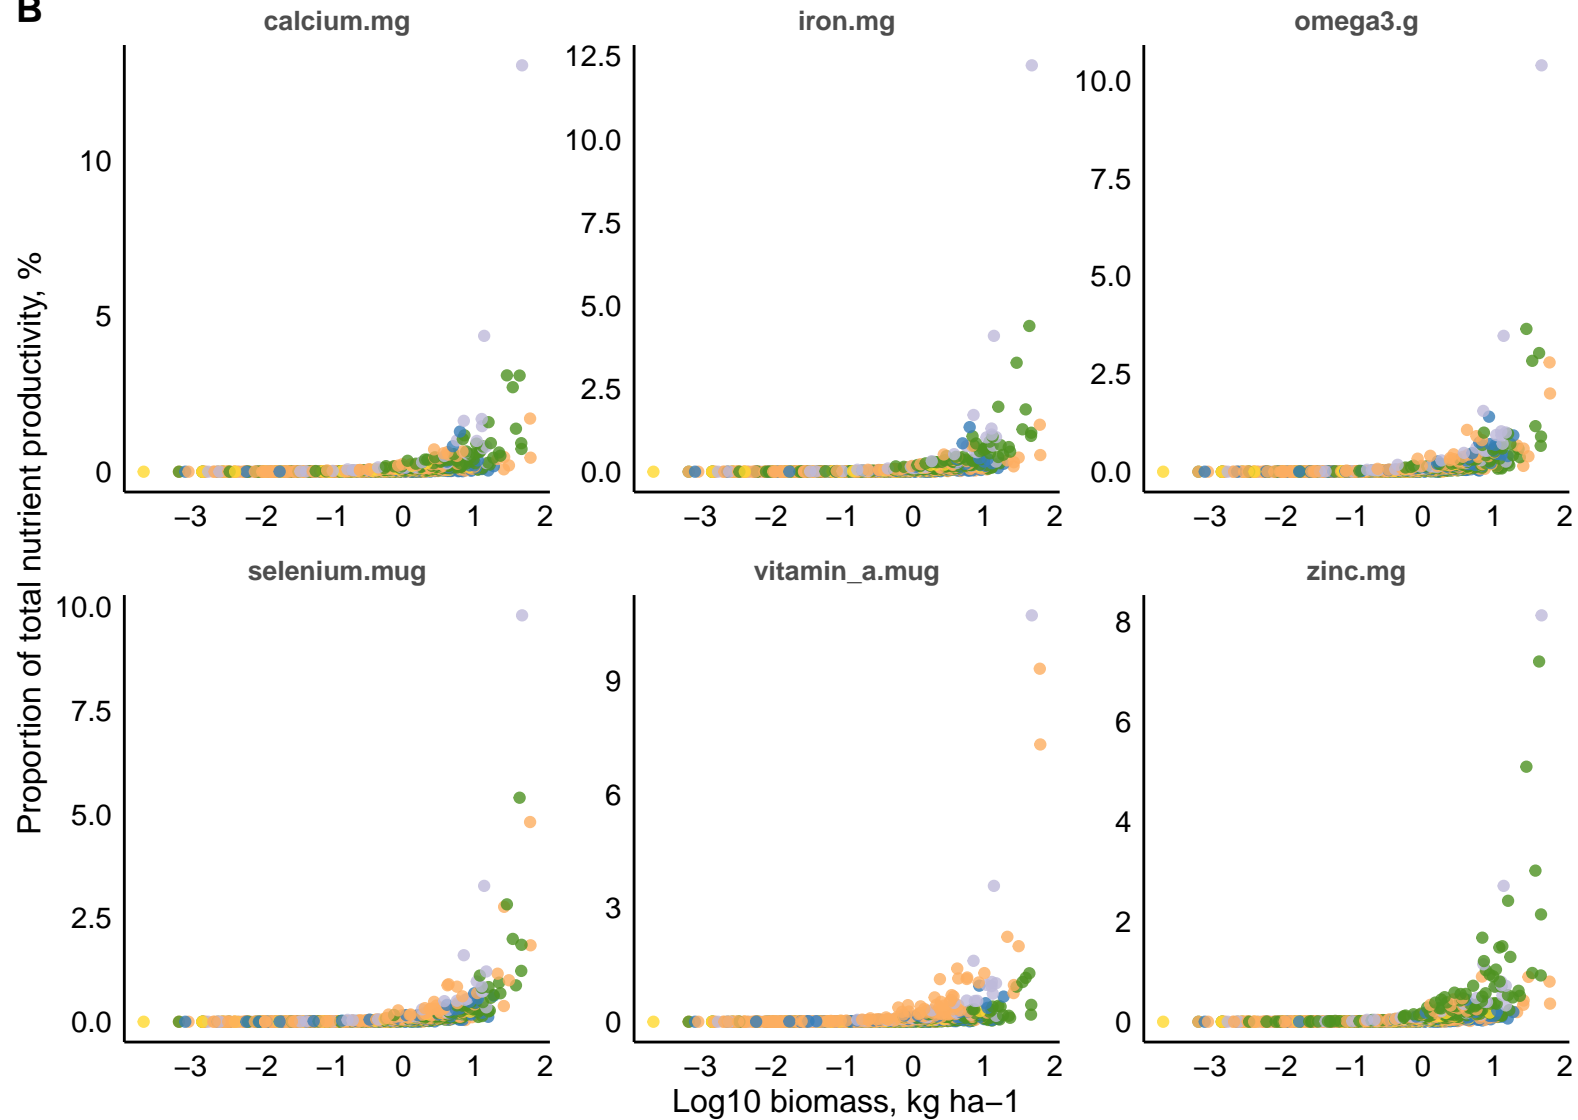 B
calcium.mg
iron.mg
omega3.g
Proportion of total nutrient productivity, %
10
5
0
−3 −2 −1 0 1 2
12.5
10.0
7.5
5.0
2.5
0.0
−3 −2 −1 0 1 2
10.0
7.5
5.0
2.5
0.0
−3 −2 −1 0 1 2
selenium.mug
vitamin_a.mug
zinc.mg
10.0
7.5
5.0
2.5
0.0
−3 −2 −1 0 1 2
9
6
3
0
−3 −2 −1 0 1 2
8
6
4
2
0
−3 −2 −1 0 1 2
Log10 biomass, kg ha−1